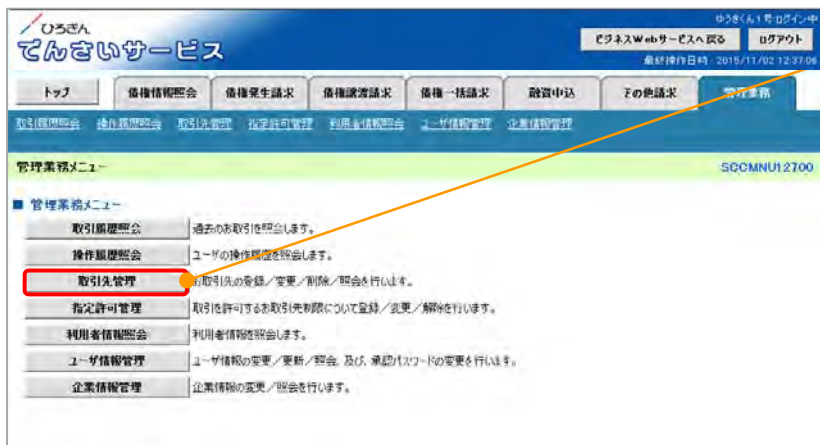 ひろぎん
でんさいサービス
ゆうぎん1号 ログイン中
ビジネスWebサービスへ戻る ログアウト
最終操作日時：2015/11/02 12:37:06
トップ 債権情報照会 債権発生請求 債権譲渡請求 債権一括請求 融資申込 その他請求 管理業務
取引履歴照会 操作履歴照会 取引先管理 指定許可管理 利用者情報照会 ユーザ情報管理 企業情報管理
管理業務メニュー SCCMNU12700
■ 管理業務メニュー
取引履歴照会 過去のお取引を照会します。
操作履歴照会 ユーザの操作履歴を照会します。
取引先管理 お取引先の登録／変更／削除／照会を行います。
指定許可管理 取引を許可するお取引先制限について登録／変更／解除を行います。
利用者情報照会 利用者情報を照会します。
ユーザ情報管理 ユーザ情報の変更／更新／照会、及び、承認パスワードの変更を行います。
企業情報管理 企業情報の変更／照会を行います。